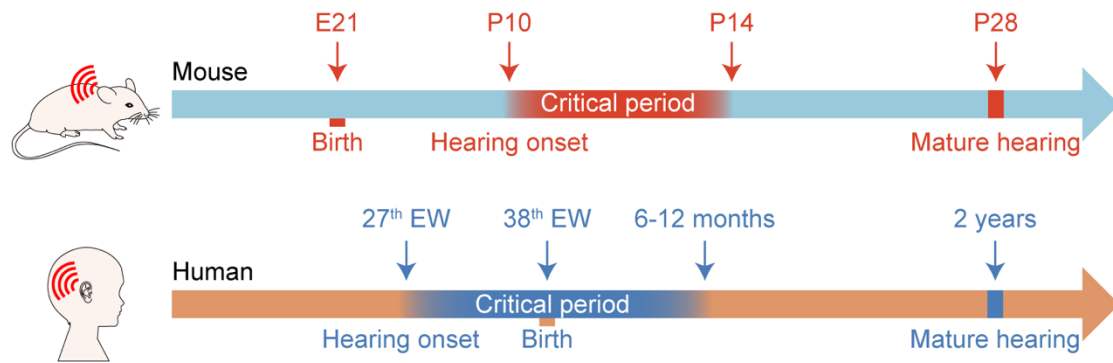 E21 P10 P14 P28
Mouse
Critical period
Birth Hearing onset Mature hearing
27th EW 38th EW 6-12 months 2 years
Human
Critical period
Hearing onset Birth Mature hearing